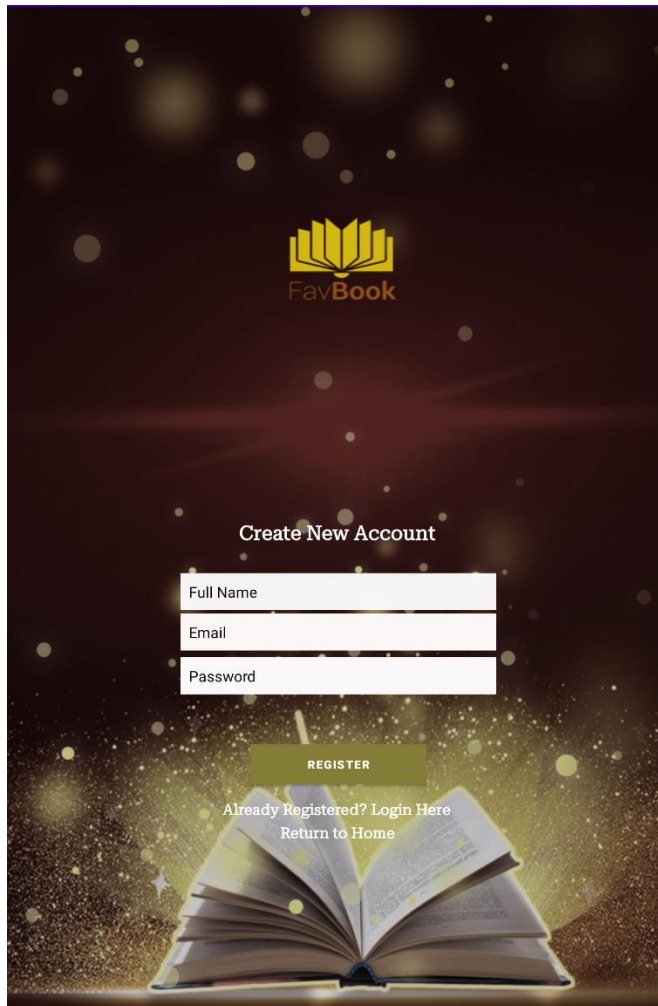 FavBook
Create New Account
Full Name
Email
Password
REGISTER
Already Registered? Login Here
Return to Home